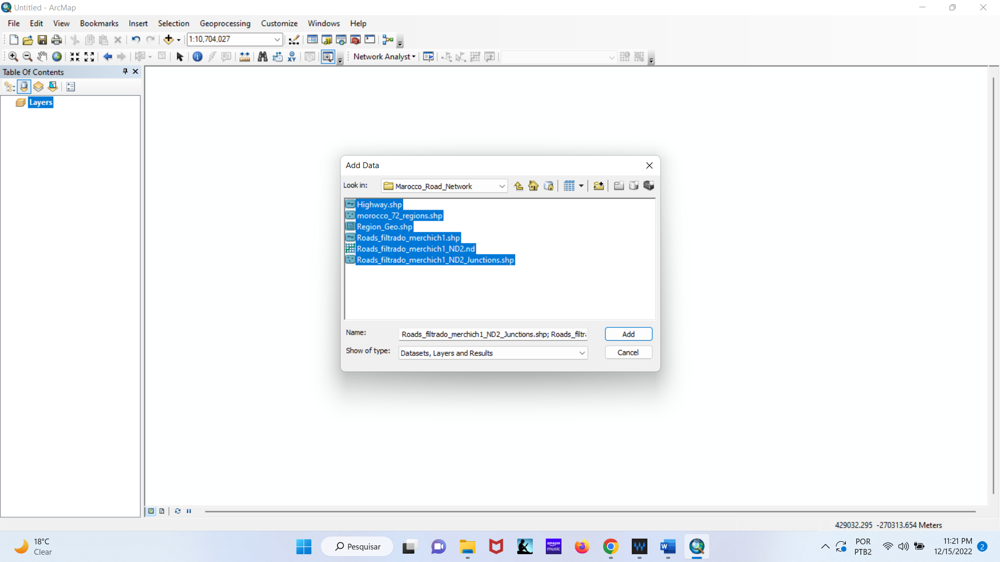 Untitled - ArcMap
File Edit View Bookmarks Insert Selection Geoprocessing Customize Windows Help
1:10,704,027
Network Analyst
Table Of Contents
Layers
Add Data
Look in: Marocco_Road_Network
Highway.shp
morocco_72_regions.shp
Region_Geo.shp
Roads_filtrado_merchich1.shp
Roads_filtrado_merchich1_ND2.nd
Roads_filtrado_merchich1_ND2_Junctions.shp
Name: Roads_filtrado_merchich1_ND2_Junctions.shp; Roads_filtr
Add
Show of type: Datasets, Layers and Results
Cancel
429032.295 -270313.654 Meters
18°C
Clear
Pesquisar
amazon
music
POR
PTB2
11:21 PM
12/15/2022
2